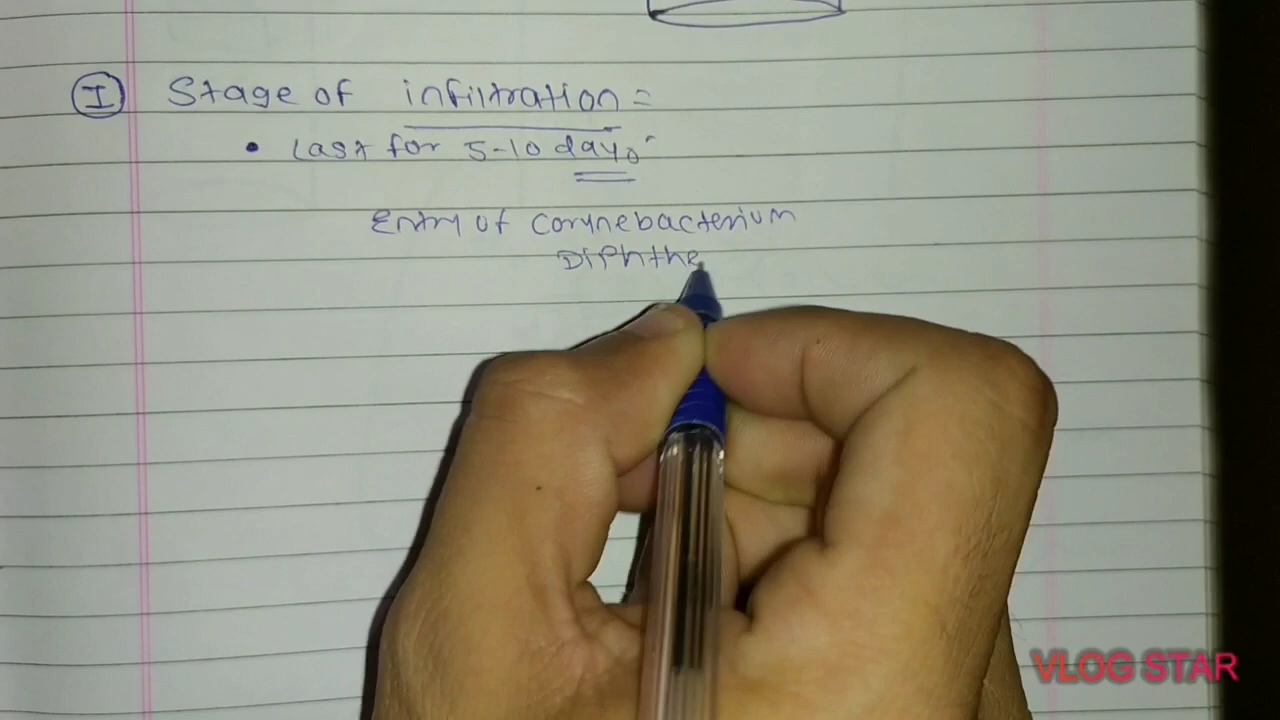 I Stage of infiltration =
• Last for 5-10 days
Entry of Corynebacterium
Diphthe
VLOG STAR